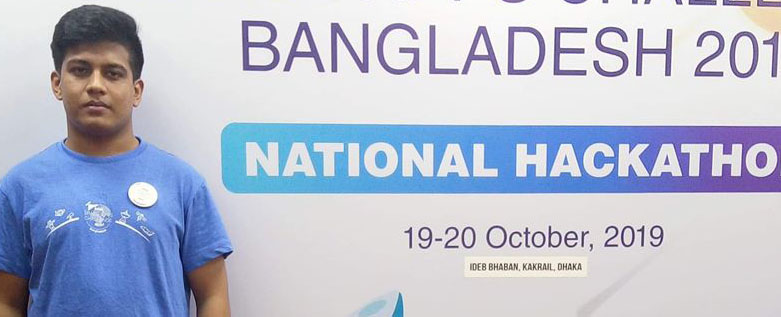 BANGLADESH 201
NATIONAL HACKATHO
19-20 October, 2019
IDEB BHABAN, KAKRAIL, DHAKA